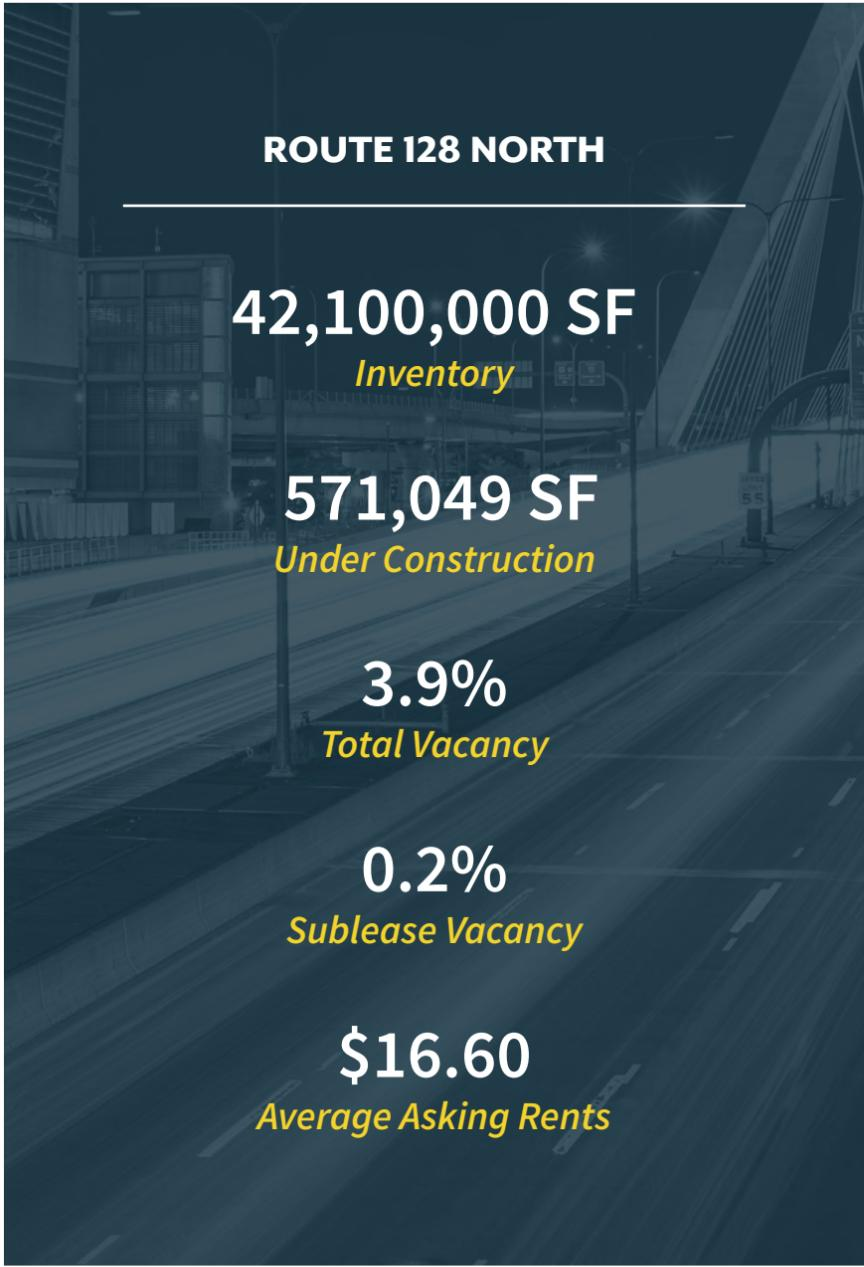 ROUTE 128 NORTH
42,100,000 SF
Inventory
571,049 SF
Under Construction
3.9%
Total Vacancy
0.2%
Sublease Vacancy
$16.60
Average Asking Rents
55